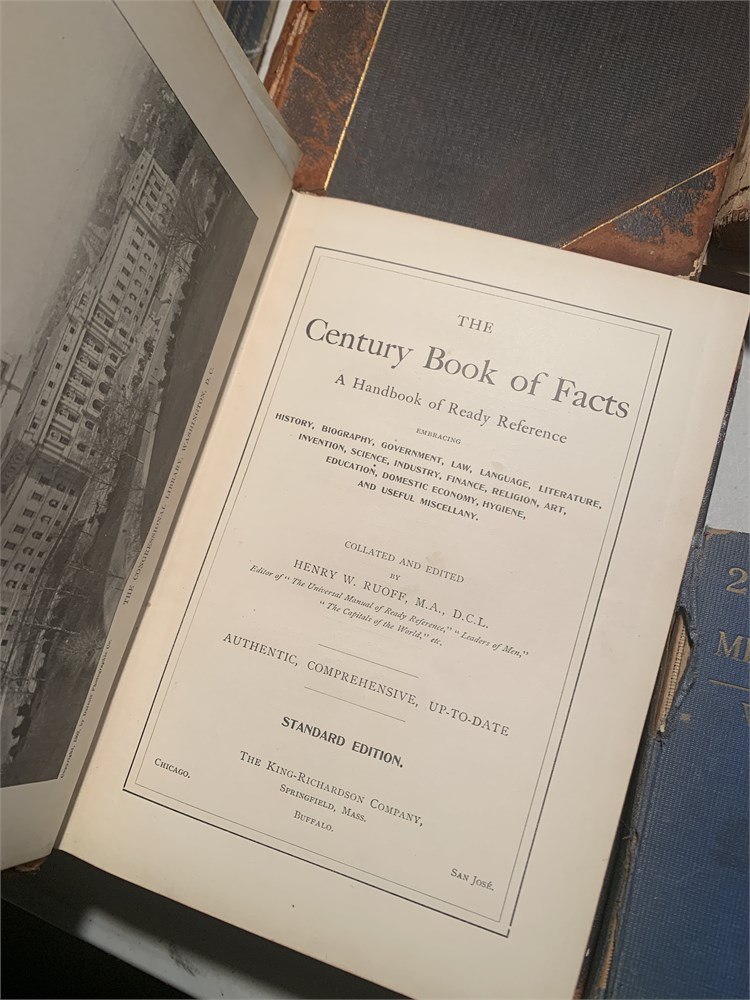 THE
Century Book of Facts
A Handbook of Ready Reference
EMBRACING
HISTORY, BIOGRAPHY, GOVERNMENT, LAW, LANGUAGE, LITERATURE,
INVENTION, SCIENCE, INDUSTRY, FINANCE, RELIGION, ART,
EDUCATION, DOMESTIC ECONOMY, HYGIENE,
AND USEFUL MISCELLANY.
COLLATED AND EDITED
BY
HENRY W. RUOFF, M.A., D.C.L.
Editor of "The Universal Manual of Ready Reference," "Leaders of Men,"
"The Capitals of the World," etc.
AUTHENTIC, COMPREHENSIVE, UP-TO-DATE
STANDARD EDITION.
THE KING-RICHARDSON COMPANY,
CHICAGO. SPRINGFIELD, MASS.
BUFFALO. SAN JOSÉ.
THE CONGRESSIONAL LIBRARY, WASHINGTON, D. C.
2